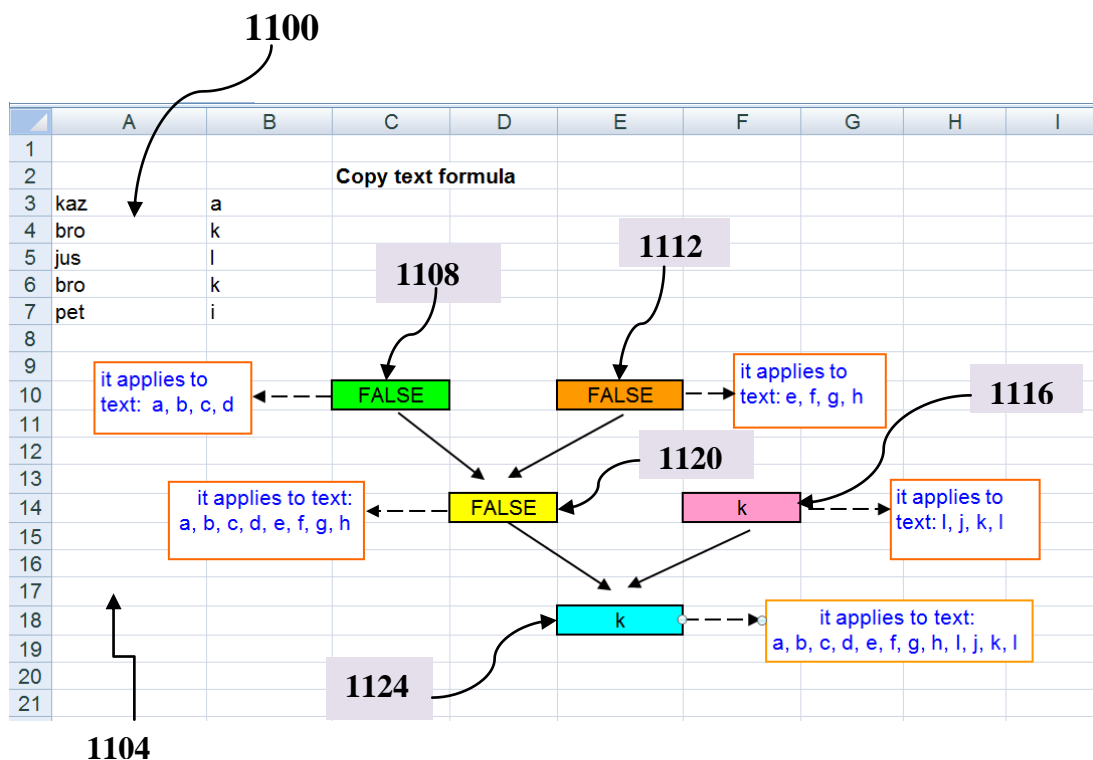 1100
A B C D E F G H I
1
2 Copy text formula
3 kaz a
4 bro k
5 jus l
6 bro k
7 pet i
8
9
10
11
12
13
14
15
16
17
18
19
20
21
1108
1112
it applies to
text: a, b, c, d
FALSE
FALSE
it applies to
text: e, f, g, h
1116
1120
it applies to text:
a, b, c, d, e, f, g, h
FALSE
k
it applies to
text: I, j, k, l
k
it applies to text:
a, b, c, d, e, f, g, h, I, j, k, l
1124
1104